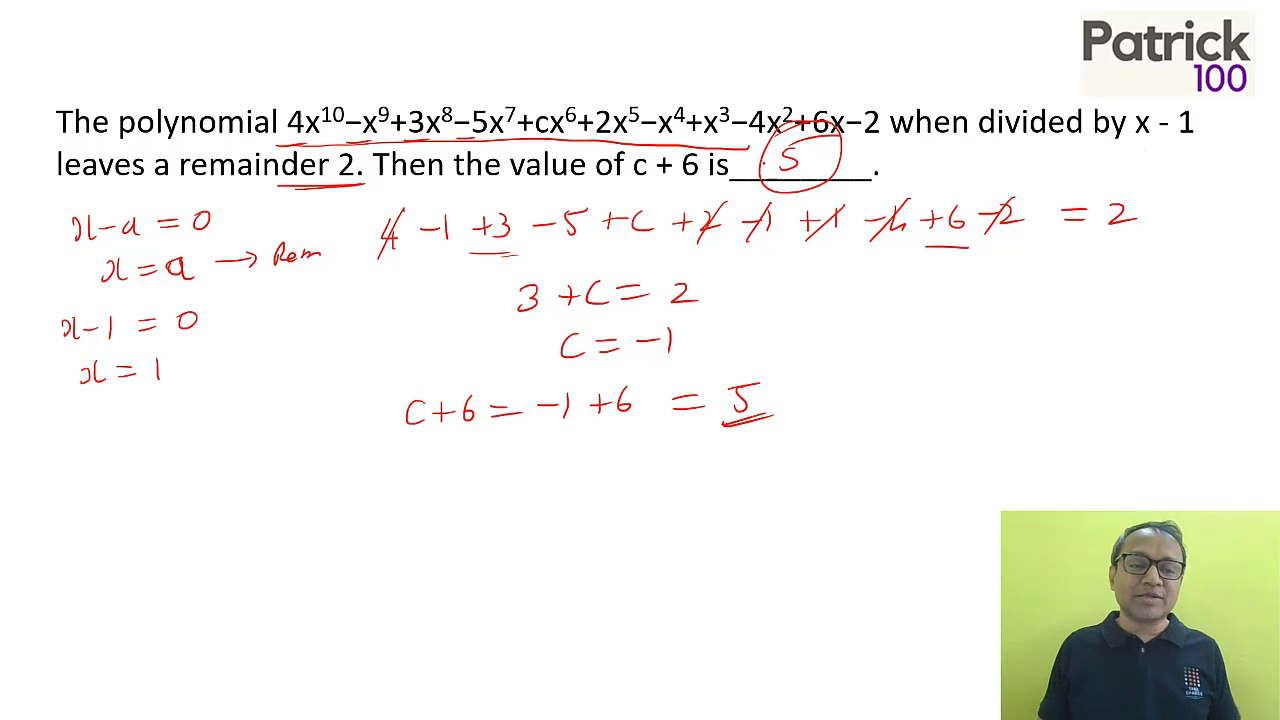 Patrick
100
The polynomial 4x¹⁰−x⁹+3x⁸−5x⁷+cx⁶+2x⁵−x⁴+x³−4x²+6x−2 when divided by x - 1
leaves a remainder 2. Then the value of c + 6 is________. 5
x-a = 0
x = a → Rem
x-1 = 0
x = 1
4 -1 +3 -5 +c +2 -1 +1 -4 +6 -2 = 2
3 + c = 2
c = -1
c+6 = -1 +6 = 5